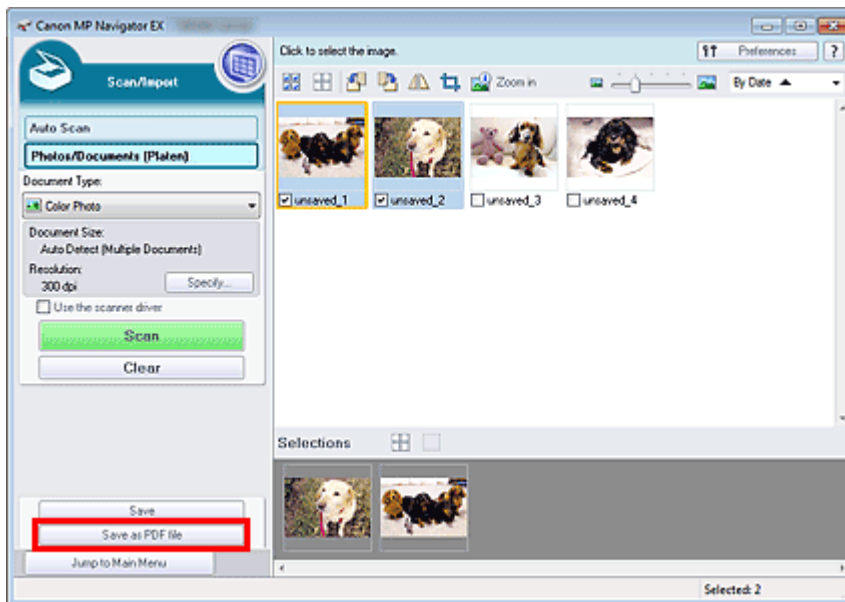 Canon MP Navigator EX
Scan/Import
Auto Scan
Photos/Documents (Platen)
Document Type:
Color Photo
Document Size:
Auto Detect (Multiple Documents)
Resolution:
300 dpi
Specify...
Use the scanner driver
Scan
Clear
Save
Save as PDF file
Jump to Main Menu
Click to select the image.
Preferences
?
Zoom in
By Date
unsaved_1
unsaved_2
unsaved_3
unsaved_4
Selections
Selected: 2